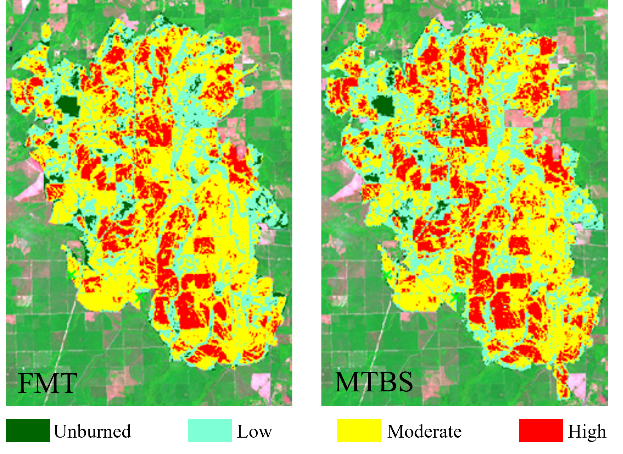 FMT
MTBS
Unburned
Low
Moderate
High